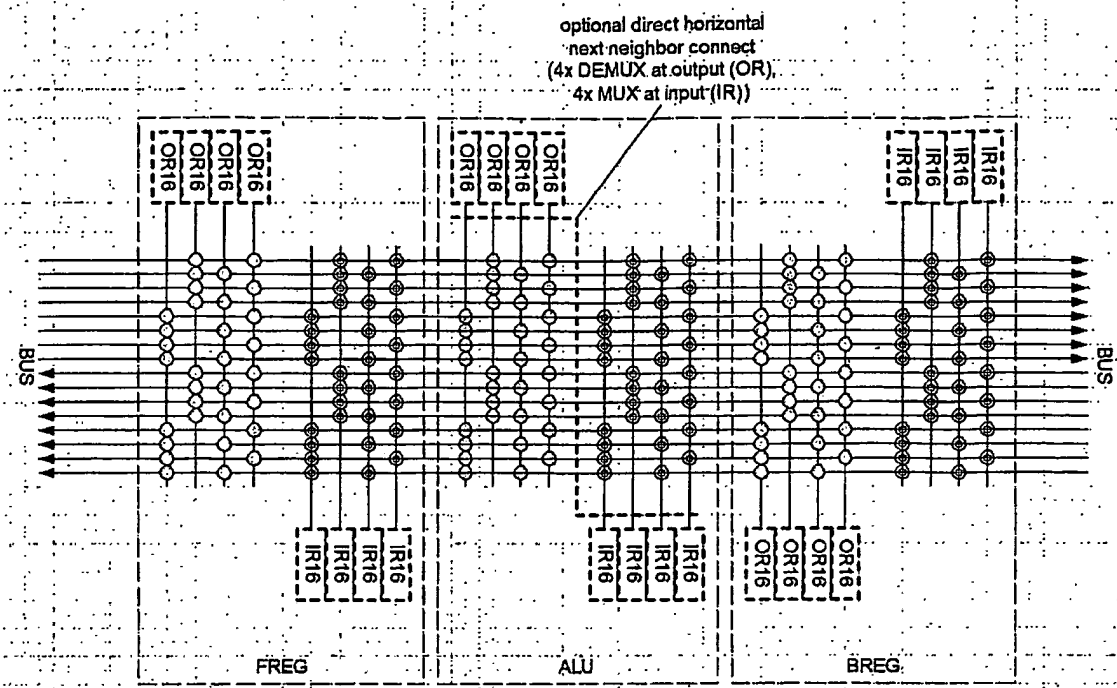 optional direct horizontal
next neighbor connect
(4x DEMUX at output (OR),
4x MUX at input (IR))
OR16 OR16 OR16 OR16
OR16 OR16 OR16 OR16
IR16 IR16 IR16 IR16
BUS
BUS
IR16 IR16 IR16 IR16
IR16 IR16 IR16 IR16
OR16 OR16 OR16 OR16
FREG
ALU
BREG